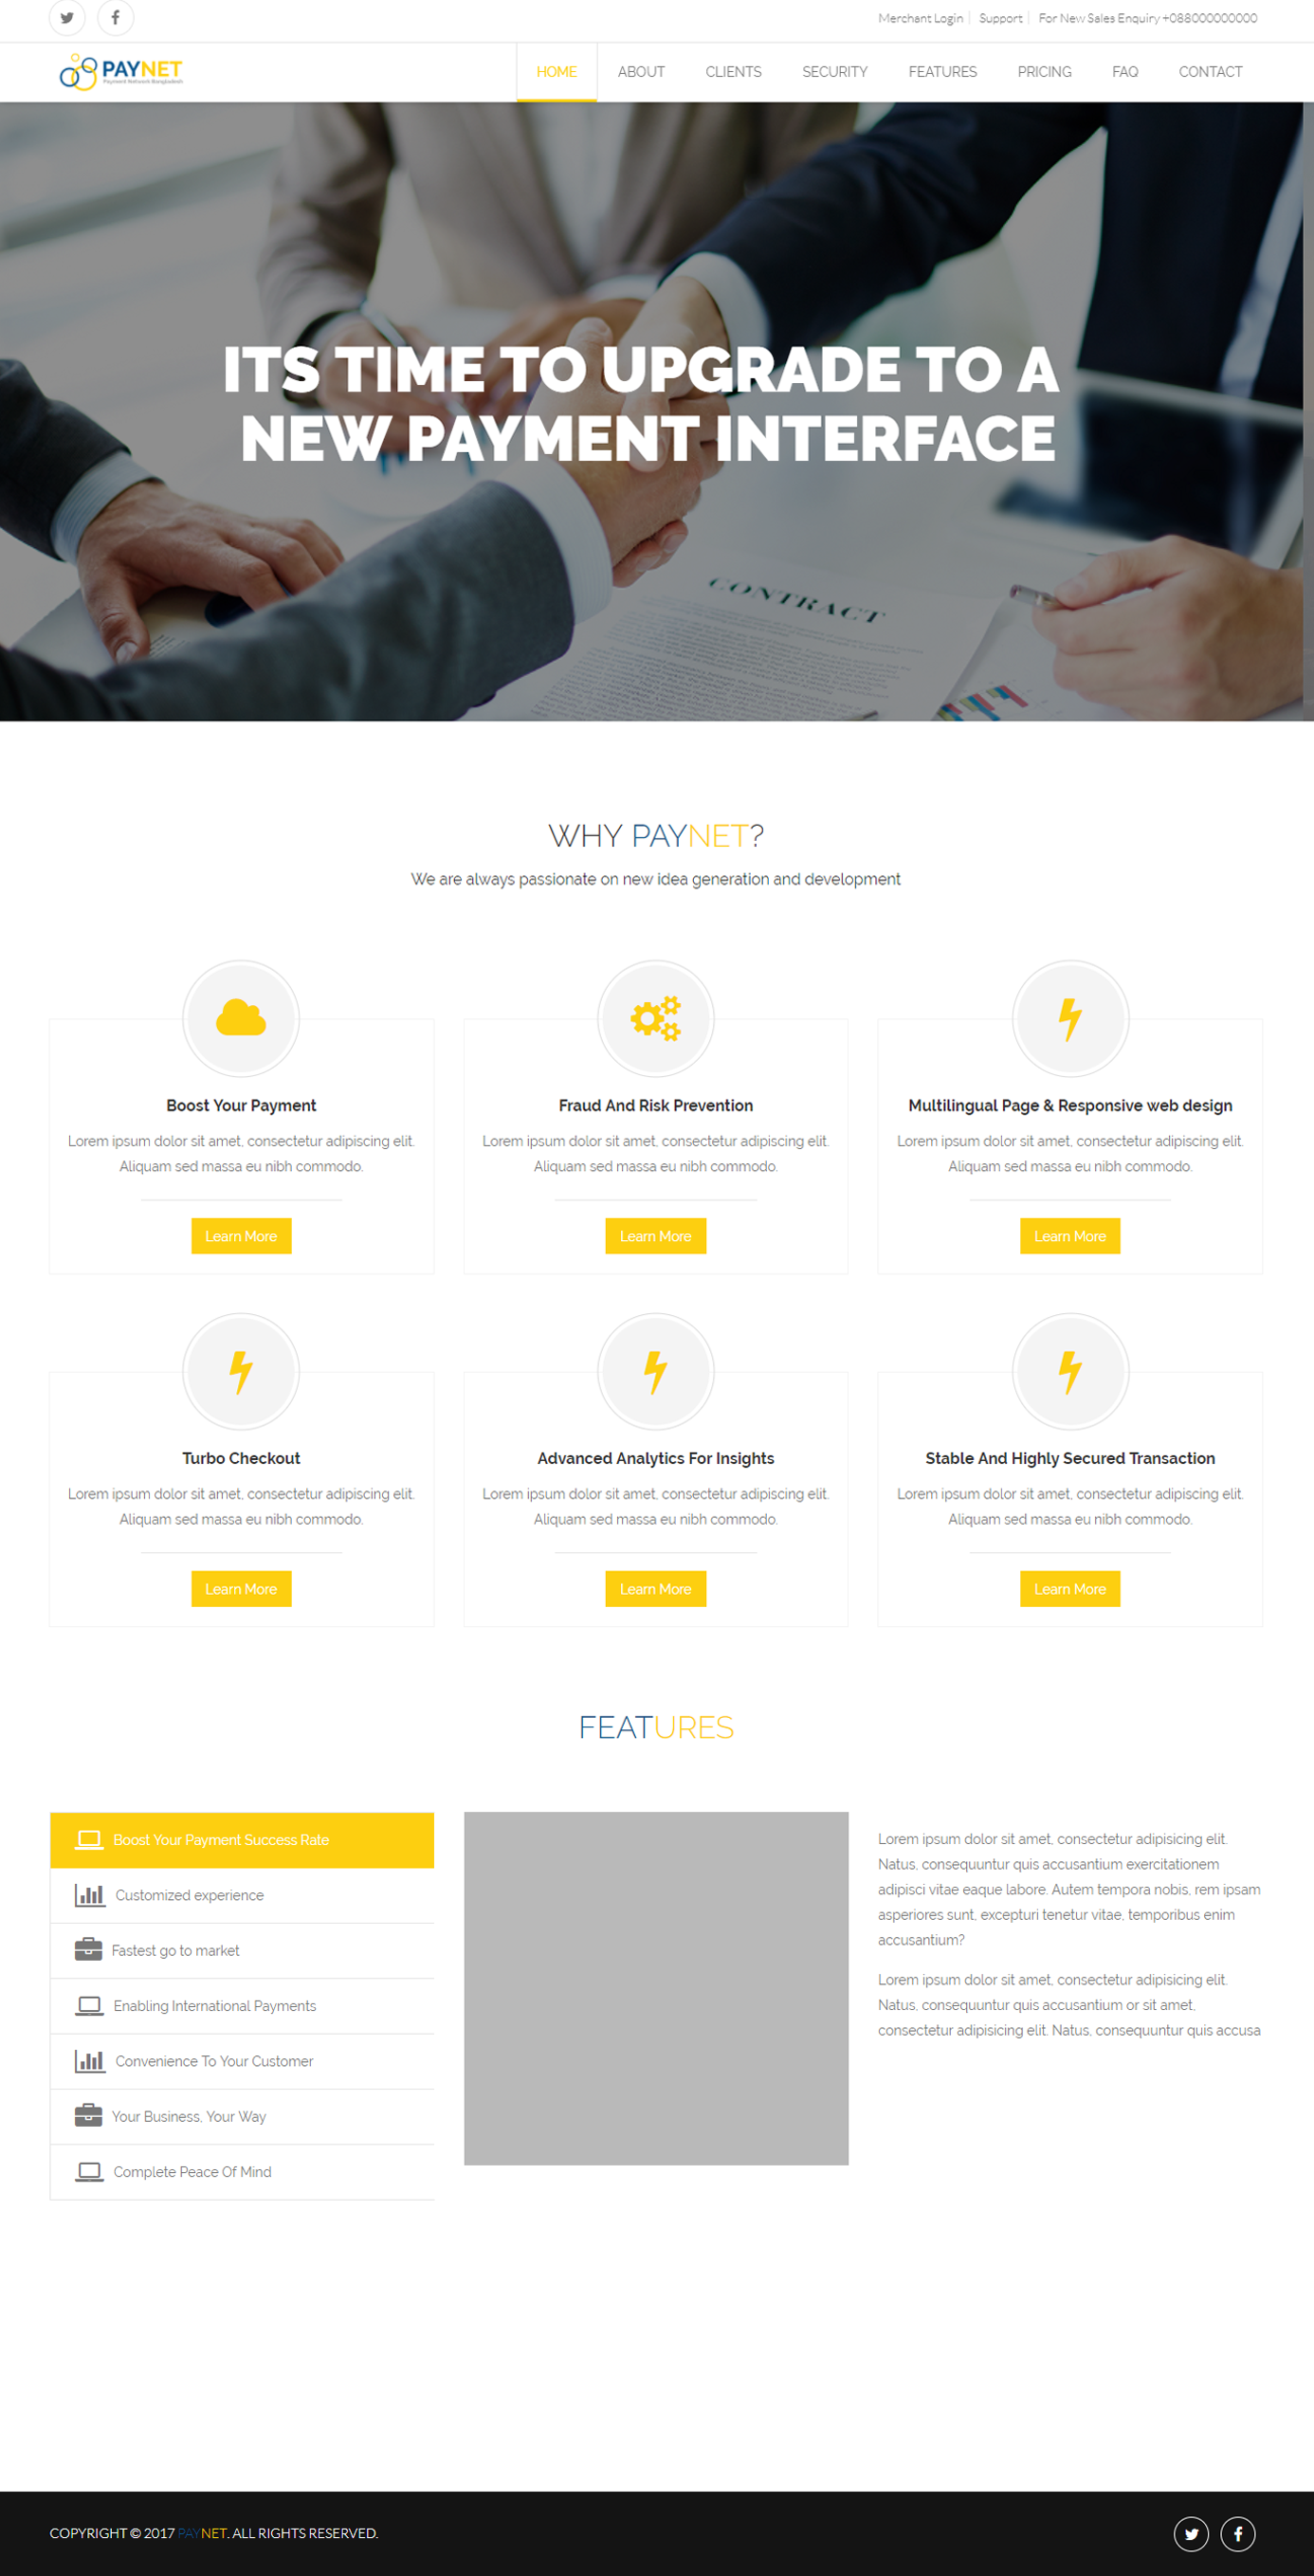 Merchant Login
Support
For New Sales Enquiry +088000000000
PAYNET
Payment Network Bangladesh
HOME
ABOUT
CLIENTS
SECURITY
FEATURES
PRICING
FAQ
CONTACT
ITS TIME TO UPGRADE TO A
NEW PAYMENT INTERFACE
CONTRACT
WHY PAYNET?
We are always passionate on new idea generation and development
Boost Your Payment
Lorem ipsum dolor sit amet, consectetur adipiscing elit.
Aliquam sed massa eu nibh commodo.
Learn More
Fraud And Risk Prevention
Lorem ipsum dolor sit amet, consectetur adipiscing elit.
Aliquam sed massa eu nibh commodo.
Learn More
Multilingual Page & Responsive web design
Lorem ipsum dolor sit amet, consectetur adipiscing elit.
Aliquam sed massa eu nibh commodo.
Learn More
Turbo Checkout
Lorem ipsum dolor sit amet, consectetur adipiscing elit.
Aliquam sed massa eu nibh commodo.
Learn More
Advanced Analytics For Insights
Lorem ipsum dolor sit amet, consectetur adipiscing elit.
Aliquam sed massa eu nibh commodo.
Learn More
Stable And Highly Secured Transaction
Lorem ipsum dolor sit amet, consectetur adipiscing elit.
Aliquam sed massa eu nibh commodo.
Learn More
FEATURES
Boost Your Payment Success Rate
Customized experience
Fastest go to market
Enabling International Payments
Convenience To Your Customer
Your Business, Your Way
Complete Peace Of Mind
Lorem ipsum dolor sit amet, consectetur adipisicing elit.
Natus, consequuntur quis accusantium exercitationem
adipisci vitae eaque labore. Autem tempora nobis, rem ipsam
asperiores sunt, excepturi tenetur vitae, temporibus enim
accusantium?
Lorem ipsum dolor sit amet, consectetur adipisicing elit.
Natus, consequuntur quis accusantium or sit amet,
consectetur adipisicing elit. Natus, consequuntur quis accusa
COPYRIGHT © 2017 PAYNET. ALL RIGHTS RESERVED.